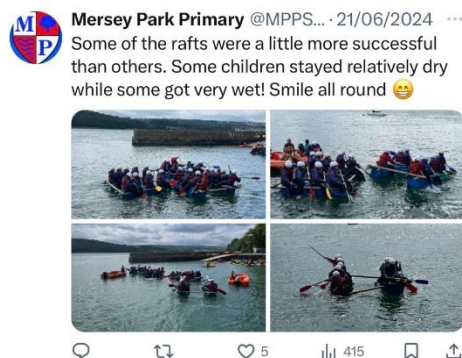 M
P
Mersey Park Primary @MPPS... · 21/06/2024 ...
Some of the rafts were a little more successful
than others. Some children stayed relatively dry
while some got very wet! Smile all round 😁
5
415